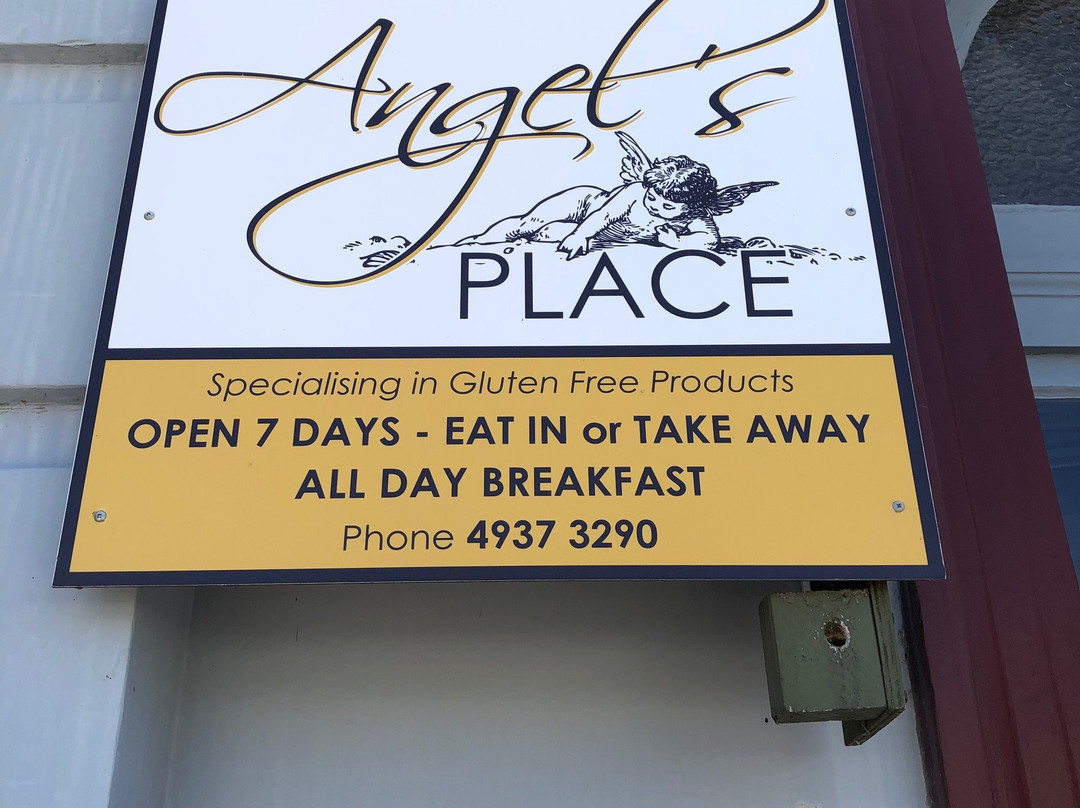 Angel's
PLACE
Specialising in Gluten Free Products
OPEN 7 DAYS - EAT IN or TAKE AWAY
ALL DAY BREAKFAST
Phone 4937 3290